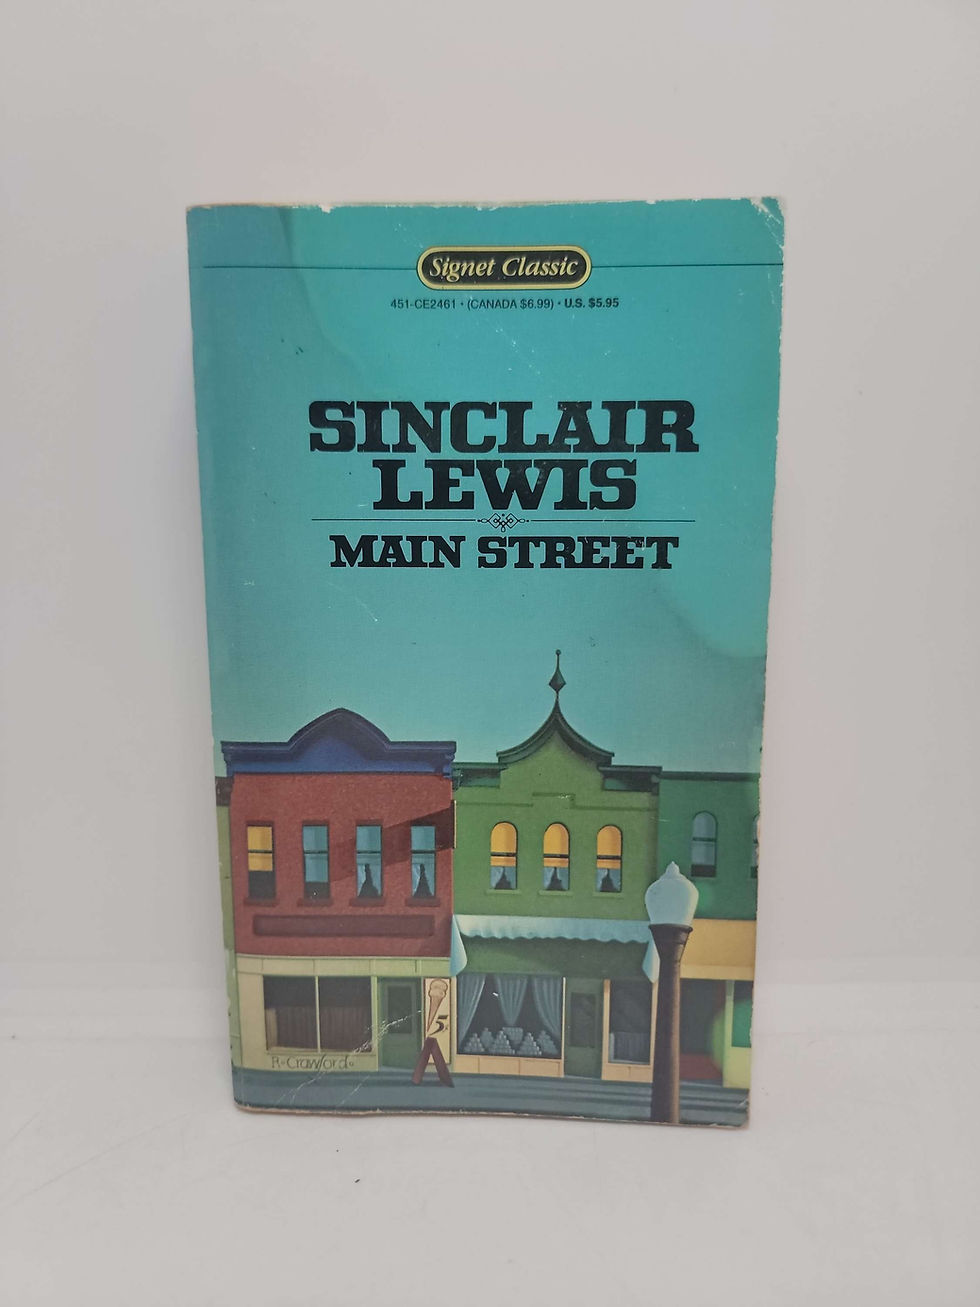 Signet Classic
451-CE2461 • (CANADA $6.99) • U.S. $5.95
SINCLAIR
LEWIS
MAIN STREET
5¢
R•Crawford•